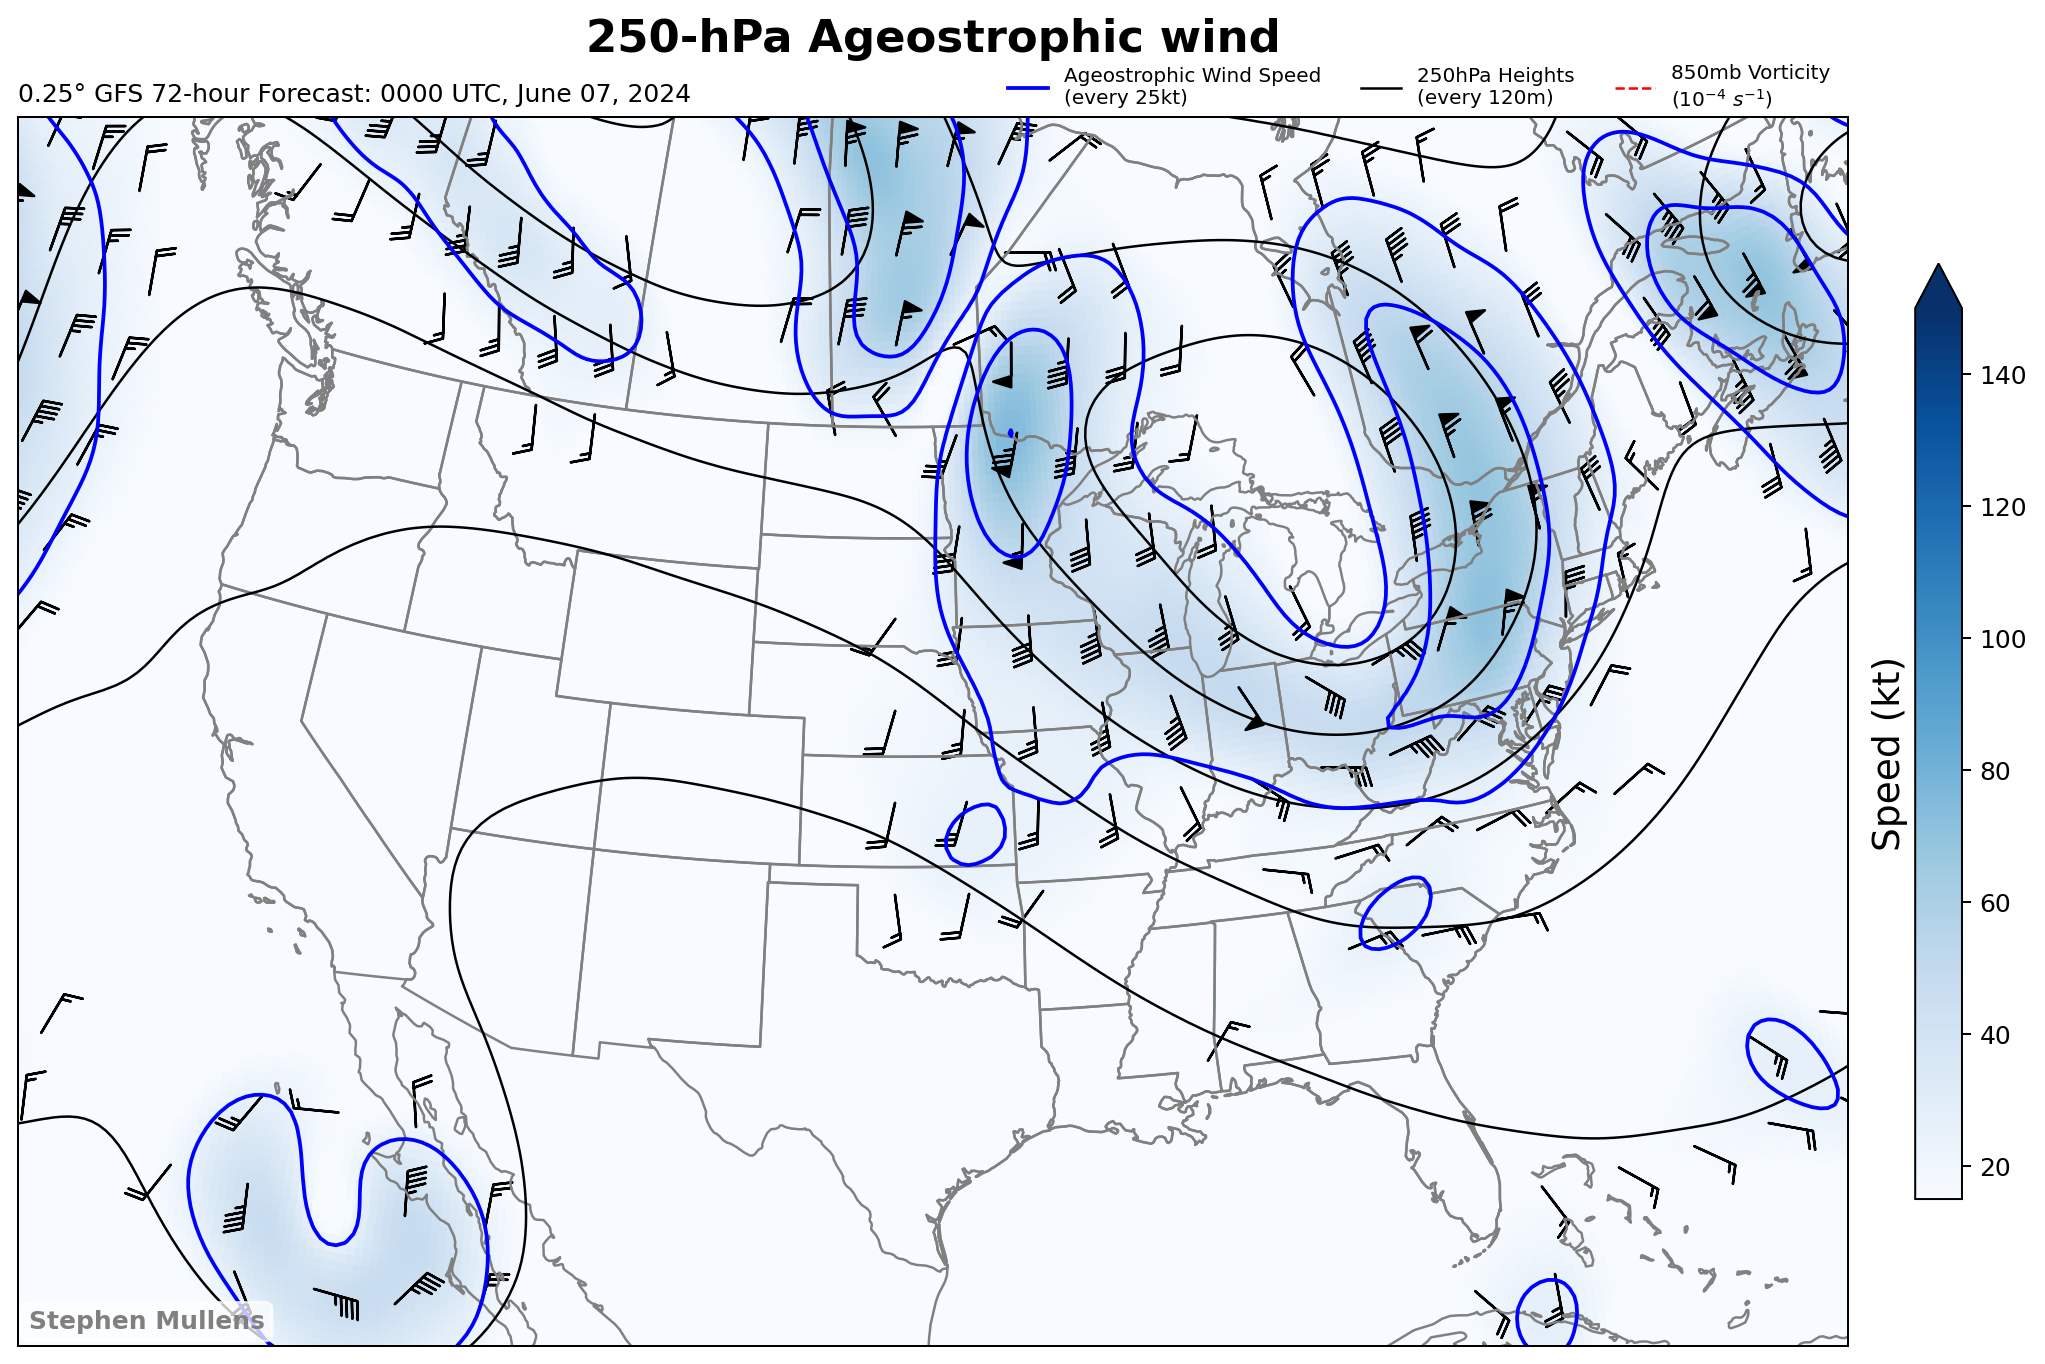 250-hPa Ageostrophic wind
0.25° GFS 72-hour Forecast: 0000 UTC, June 07, 2024
Ageostrophic Wind Speed
(every 25kt)
250hPa Heights
(every 120m)
850mb Vorticity
(10⁻⁴ s⁻¹)
140
120
100
80
60
40
20
Speed (kt)
Stephen Mullens